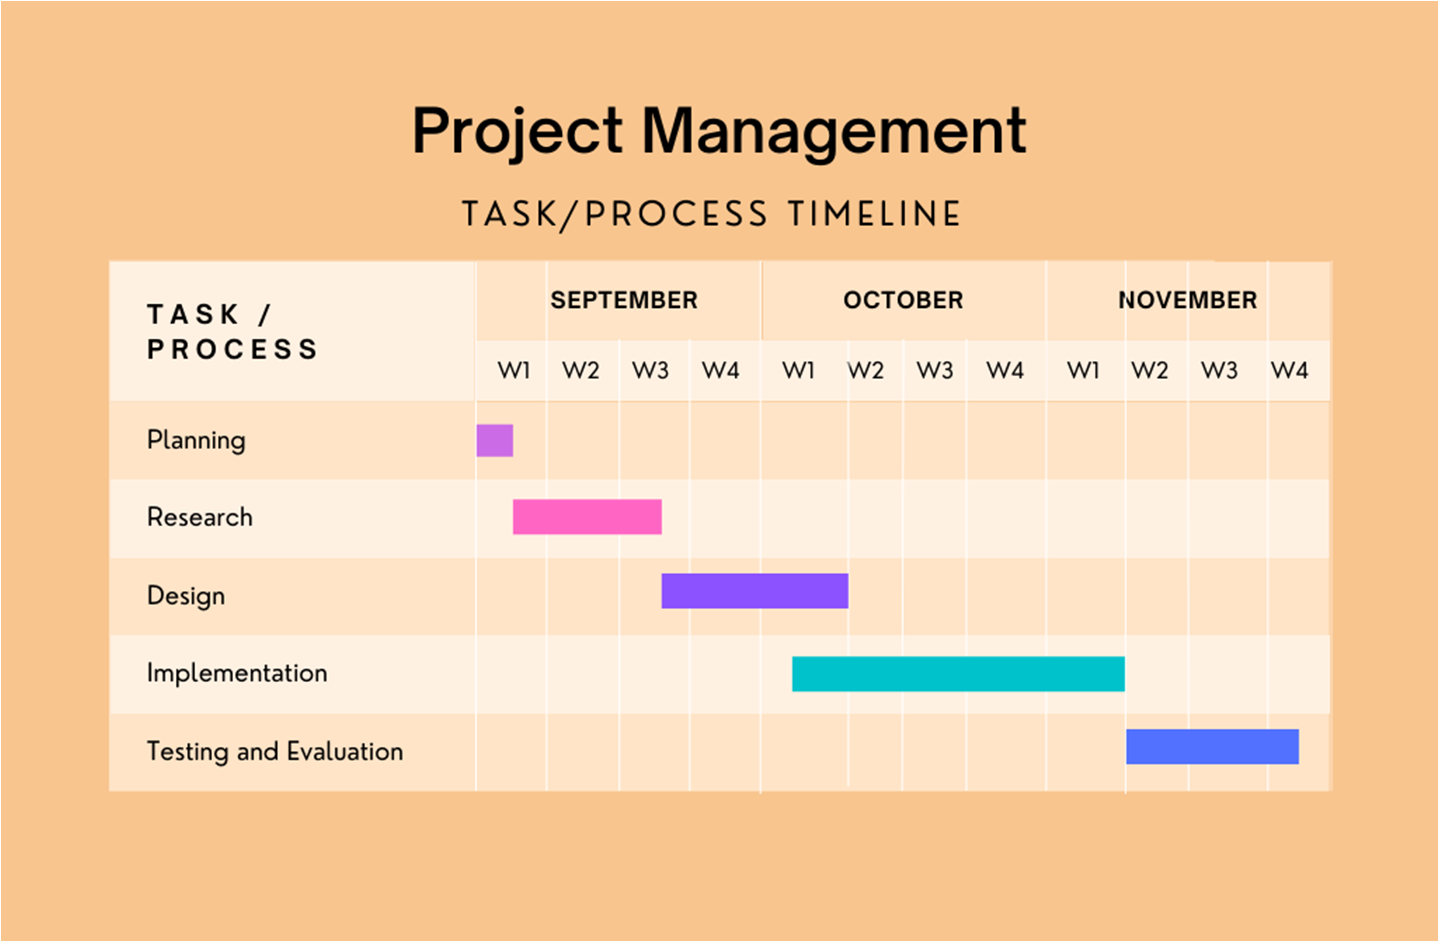 Project Management
TASK/PROCESS TIMELINE
TASK /
PROCESS
SEPTEMBER OCTOBER NOVEMBER
W1 W2 W3 W4 W1 W2 W3 W4 W1 W2 W3 W4
Planning
Research
Design
Implementation
Testing and Evaluation